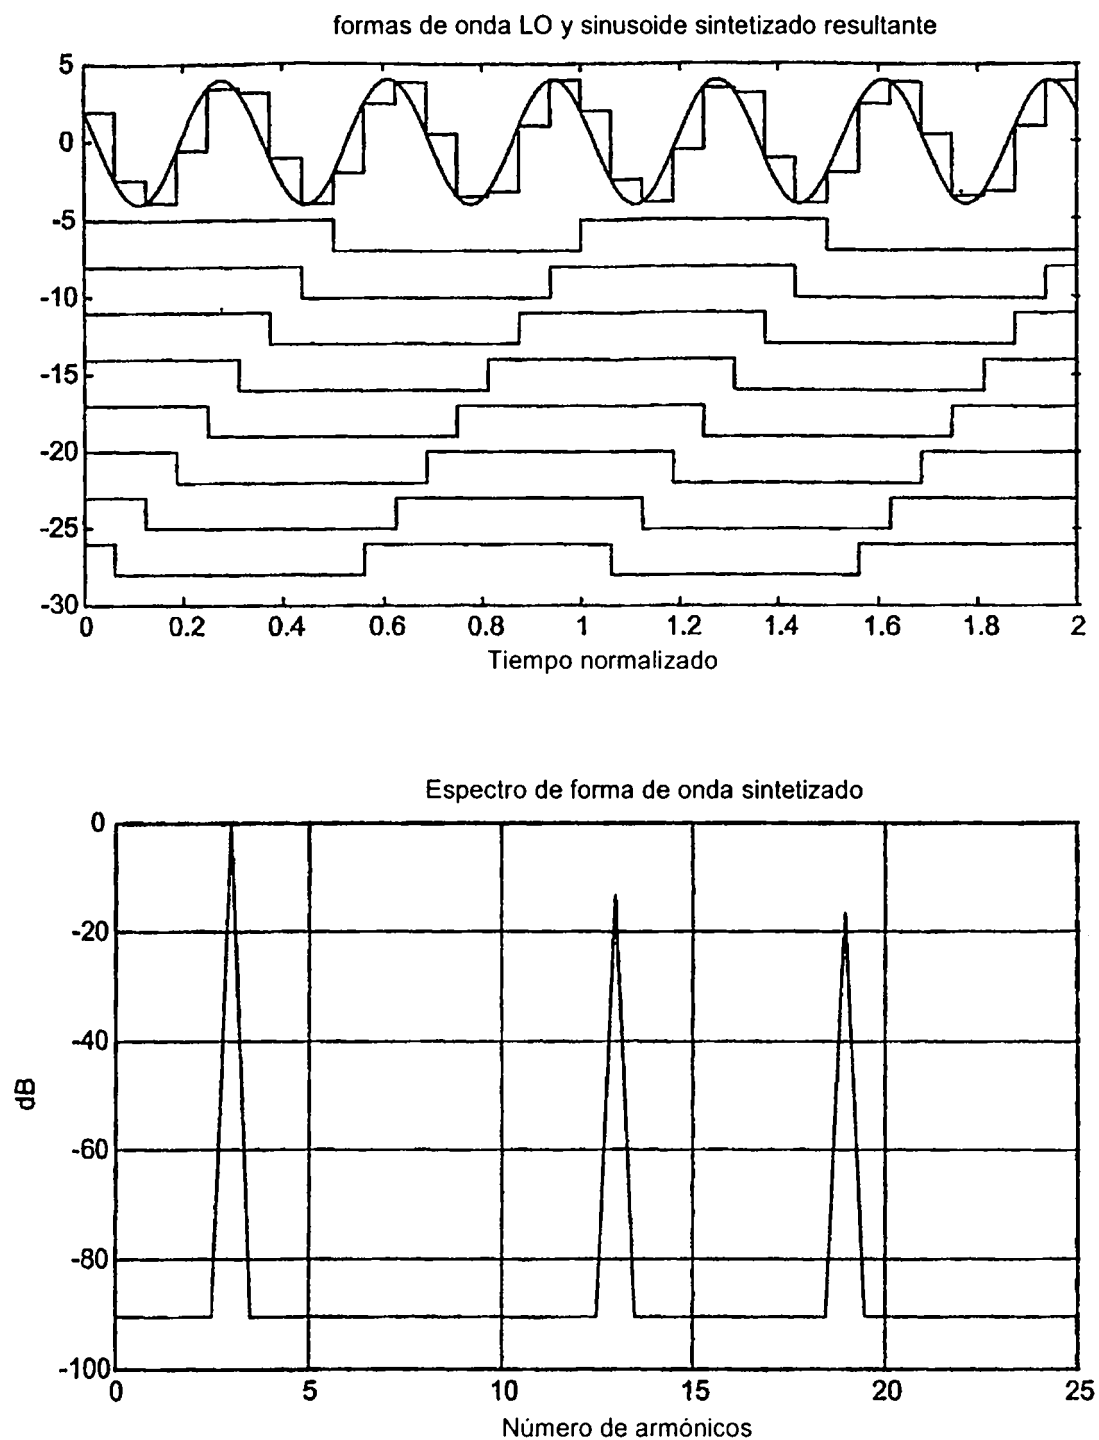 formas de onda LO y sinusoide sintetizado resultante
5
0
-5
-10
-15
-20
-25
-30
0 0.2 0.4 0.6 0.8 1 1.2 1.4 1.6 1.8 2
Tiempo normalizado
Espectro de forma de onda sintetizado
0
-20
-40
-60
-80
-100
dB
0 5 10 15 20 25
Número de armónicos